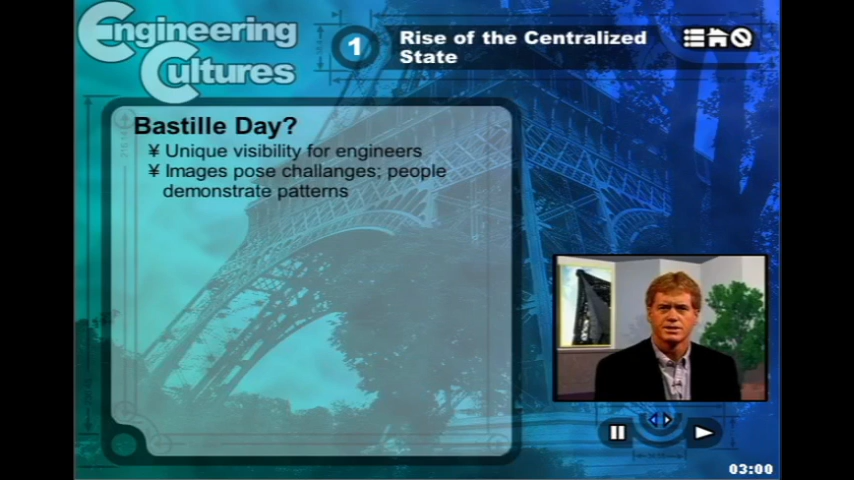 Engineering
Cultures
1
Rise of the Centralized
State
Bastille Day?
¥ Unique visibility for engineers
¥ Images pose challanges; people
demonstrate patterns
03:00